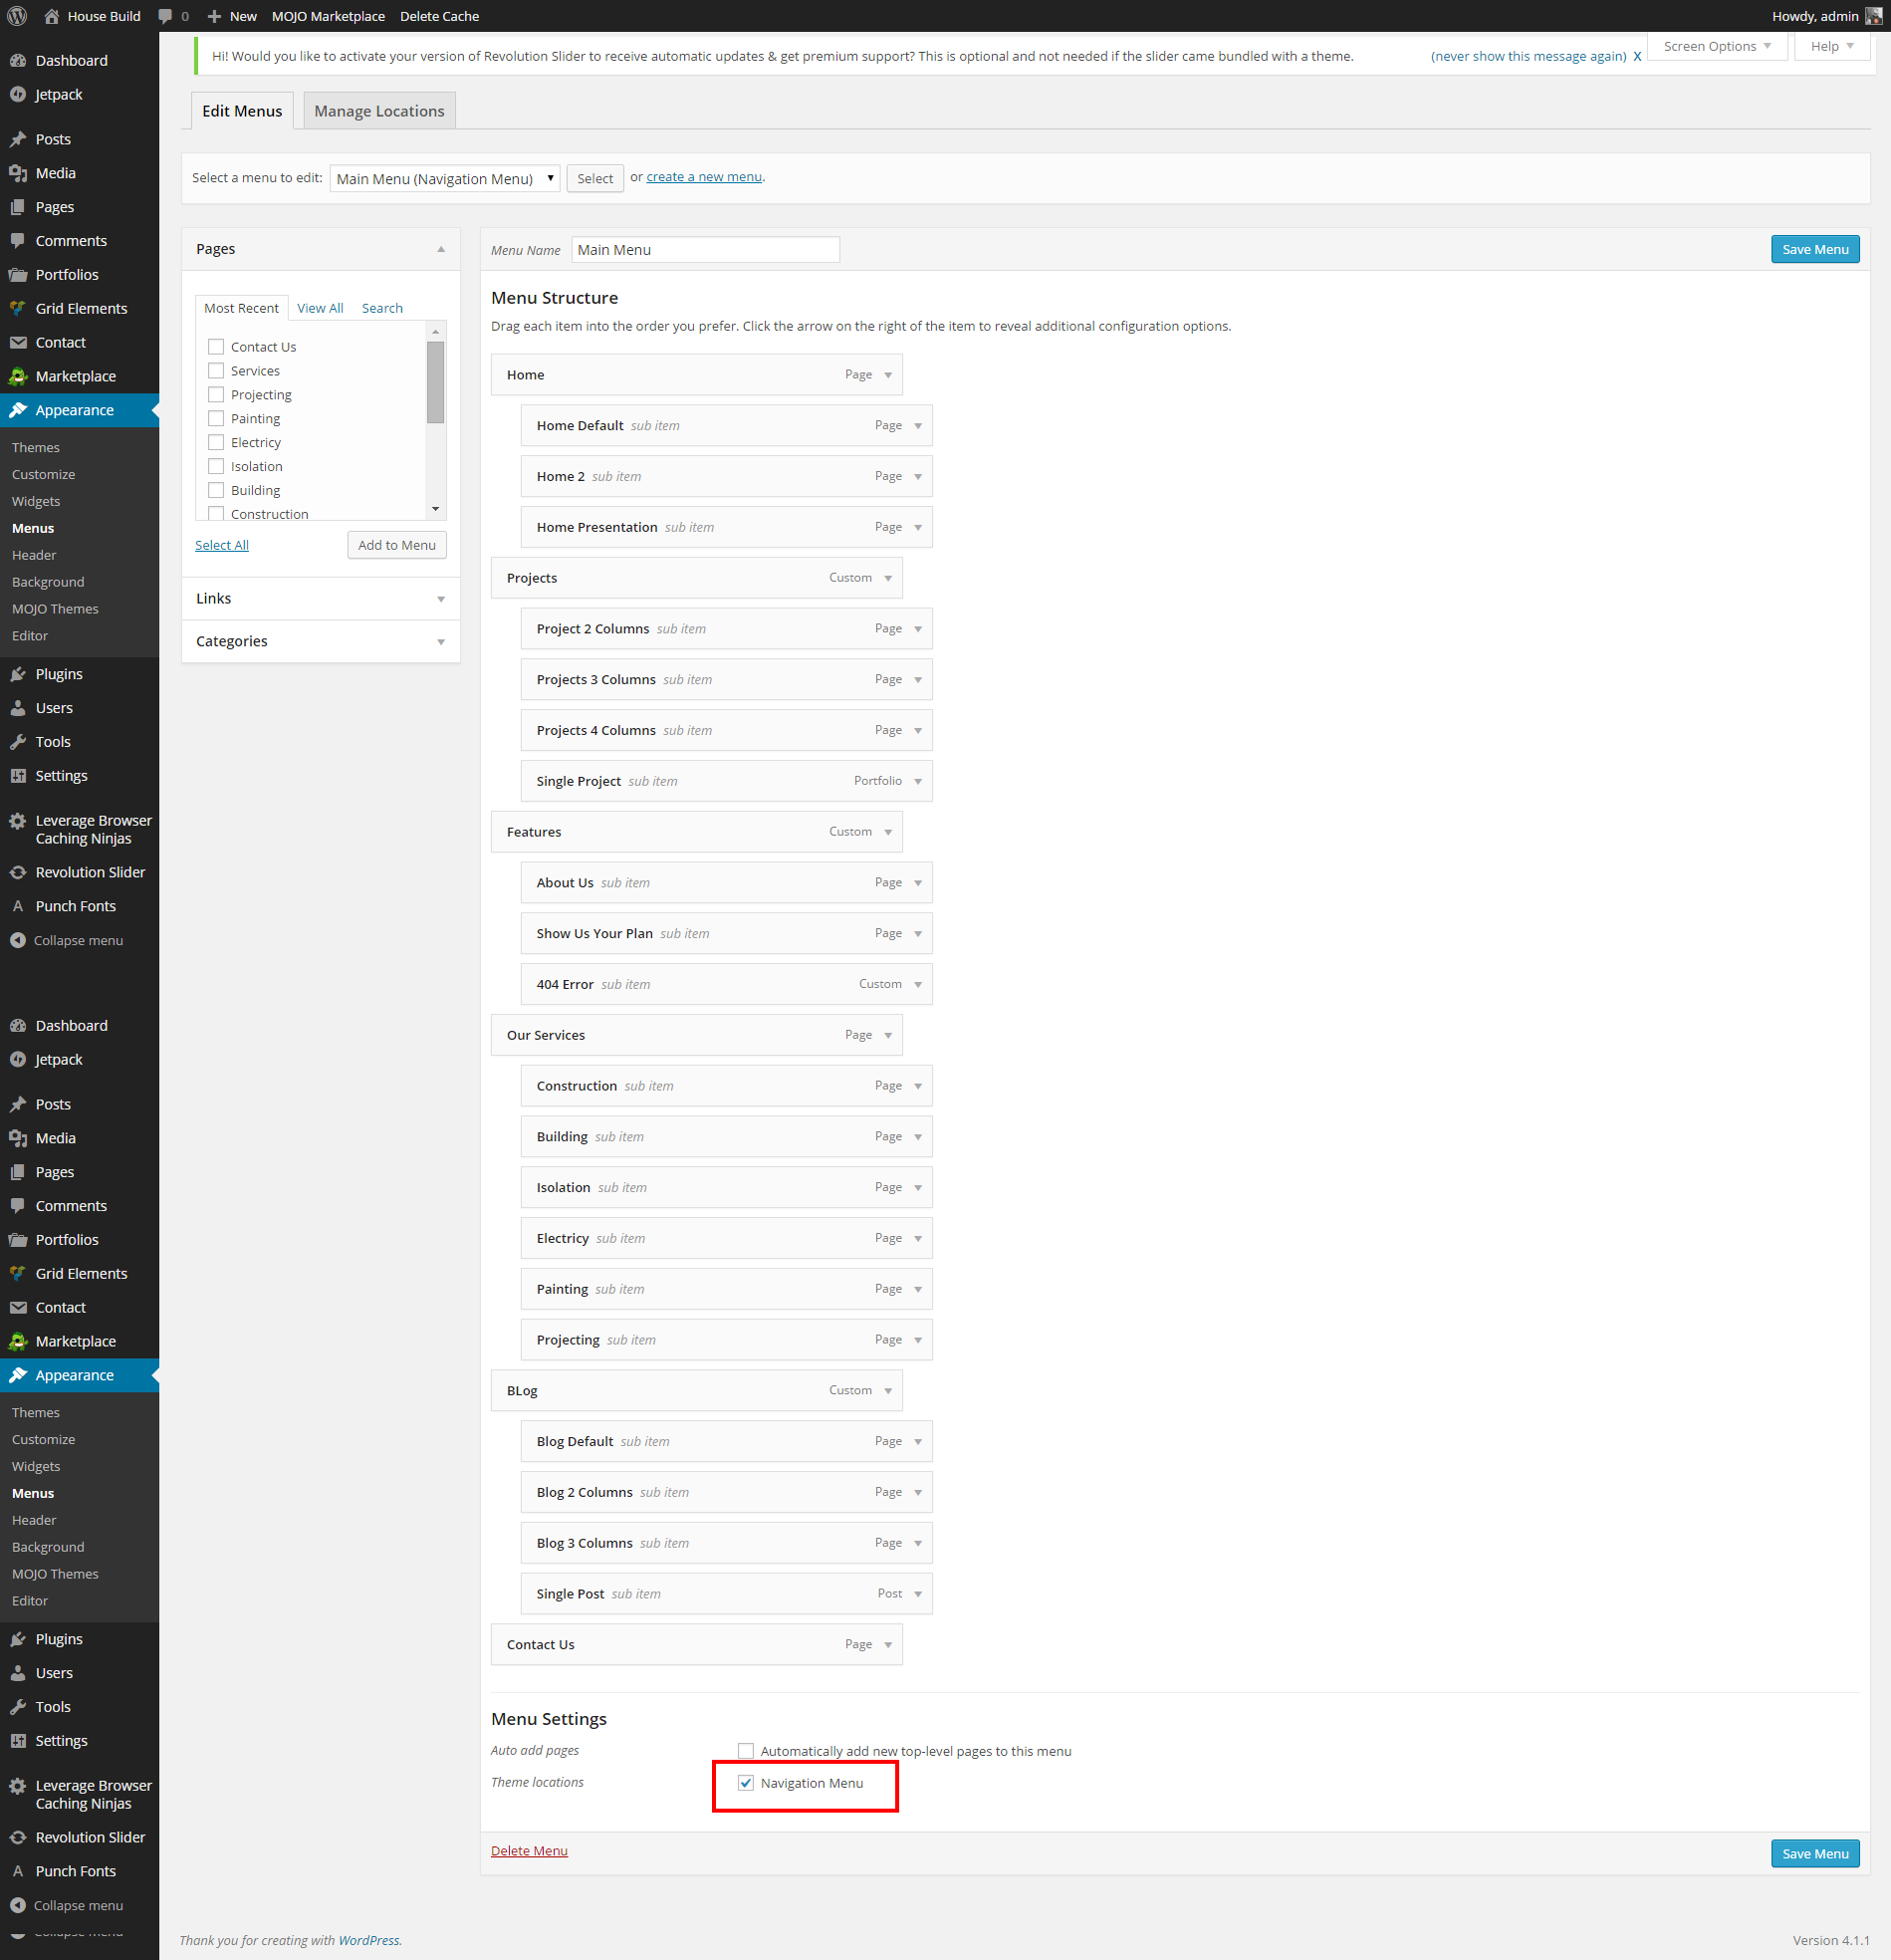 House Build 0 New MOJO Marketplace Delete Cache Howdy, admin
Hi! Would you like to activate your version of Revolution Slider to receive automatic updates & get premium support? This is optional and not needed if the slider came bundled with a theme. (never show this message again) X
Screen Options Help
Dashboard
Jetpack
Posts
Media
Pages
Comments
Portfolios
Grid Elements
Contact
Marketplace
Appearance
Themes
Customize
Widgets
Menus
Header
Background
MOJO Themes
Editor
Plugins
Users
Tools
Settings
Leverage Browser
Caching Ninjas
Revolution Slider
A Punch Fonts
Collapse menu
Dashboard
Jetpack
Posts
Media
Pages
Comments
Portfolios
Grid Elements
Contact
Marketplace
Appearance
Themes
Customize
Widgets
Menus
Header
Background
MOJO Themes
Editor
Plugins
Users
Tools
Settings
Leverage Browser
Caching Ninjas
Revolution Slider
A Punch Fonts
Collapse menu
Edit Menus Manage Locations
Select a menu to edit: Main Menu (Navigation Menu) Select or create a new menu.
Pages
Most Recent View All Search
Contact Us
Services
Projecting
Painting
Electricy
Isolation
Building
Construction
Select All Add to Menu
Links
Categories
Menu Name Main Menu Save Menu
Menu Structure
Drag each item into the order you prefer. Click the arrow on the right of the item to reveal additional configuration options.
Home Page
Home Default sub item Page
Home 2 sub item Page
Home Presentation sub item Page
Projects Custom
Project 2 Columns sub item Page
Projects 3 Columns sub item Page
Projects 4 Columns sub item Page
Single Project sub item Portfolio
Features Custom
About Us sub item Page
Show Us Your Plan sub item Page
404 Error sub item Custom
Our Services Page
Construction sub item Page
Building sub item Page
Isolation sub item Page
Electricy sub item Page
Painting sub item Page
Projecting sub item Page
BLog Custom
Blog Default sub item Page
Blog 2 Columns sub item Page
Blog 3 Columns sub item Page
Single Post sub item Post
Contact Us Page
Menu Settings
Auto add pages Automatically add new top-level pages to this menu
Theme locations Navigation Menu
Delete Menu Save Menu
Thank you for creating with WordPress. Version 4.1.1